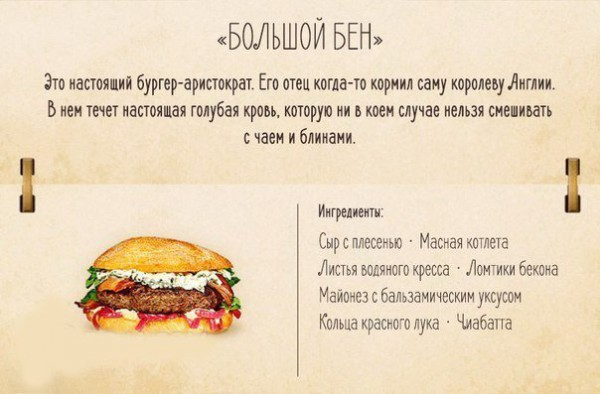 «БОЛЬШОЙ БЕН»
Это настоящий бургер-аристократ. Его отец когда-то кормил саму королеву Англии.
В нем течет настоящая голубая кровь, которую ни в коем случае нельзя смешивать
с чаем и блинами.
Ингредиенты:
Сыр с плесенью · Масная котлета
Листья водяного кресса · Ломтики бекона
Майонез с бальзамическим уксусом
Кольца красного лука · Чиабатта